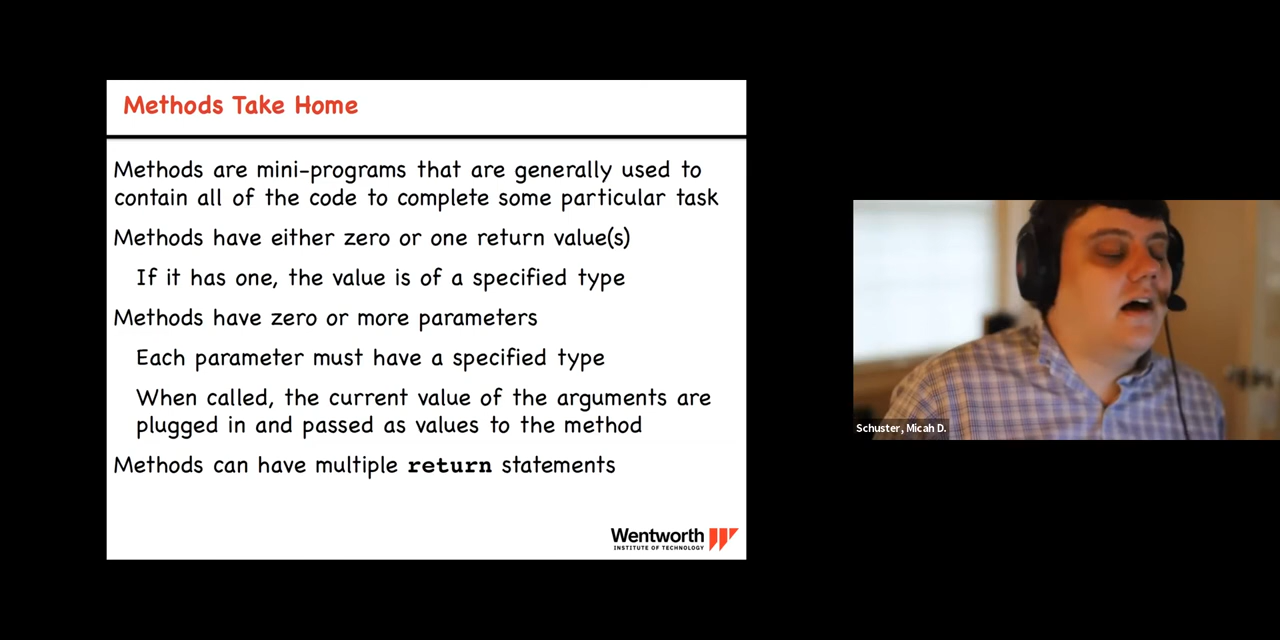 Methods Take Home
Methods are mini-programs that are generally used to
contain all of the code to complete some particular task
Methods have either zero or one return value(s)
If it has one, the value is of a specified type
Methods have zero or more parameters
Each parameter must have a specified type
When called, the current value of the arguments are
plugged in and passed as values to the method
Methods can have multiple return statements
Wentworth
INSTITUTE OF TECHNOLOGY
Schuster, Micah D.